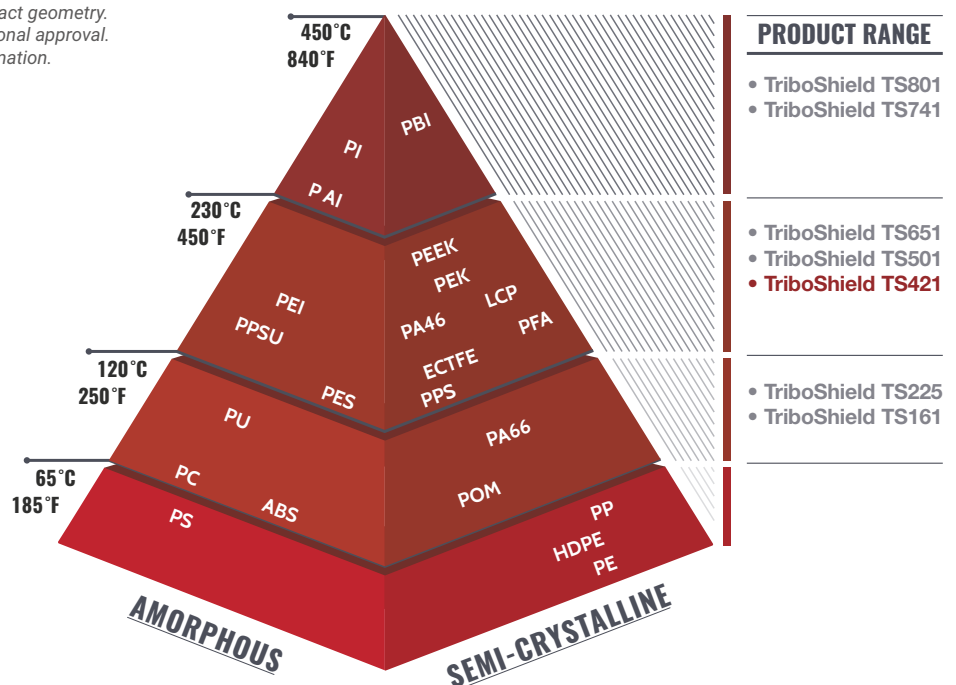 act geometry.
onal approval.
nation.
450°C
840°F
PRODUCT RANGE
• TriboShield TS801
• TriboShield TS741
PBI
PI
P AI
230°C
450°F
• TriboShield TS651
• TriboShield TS501
• TriboShield TS421
PEEK
PEK
LCP
PEI
PA46
PFA
PPSU
ECTFE
PPS
PES
120°C
250°F
• TriboShield TS225
• TriboShield TS161
PU
PA66
PC
ABS
POM
65°C
185°F
PS
PP
HDPE
PE
AMORPHOUS
SEMI-CRYSTALLINE